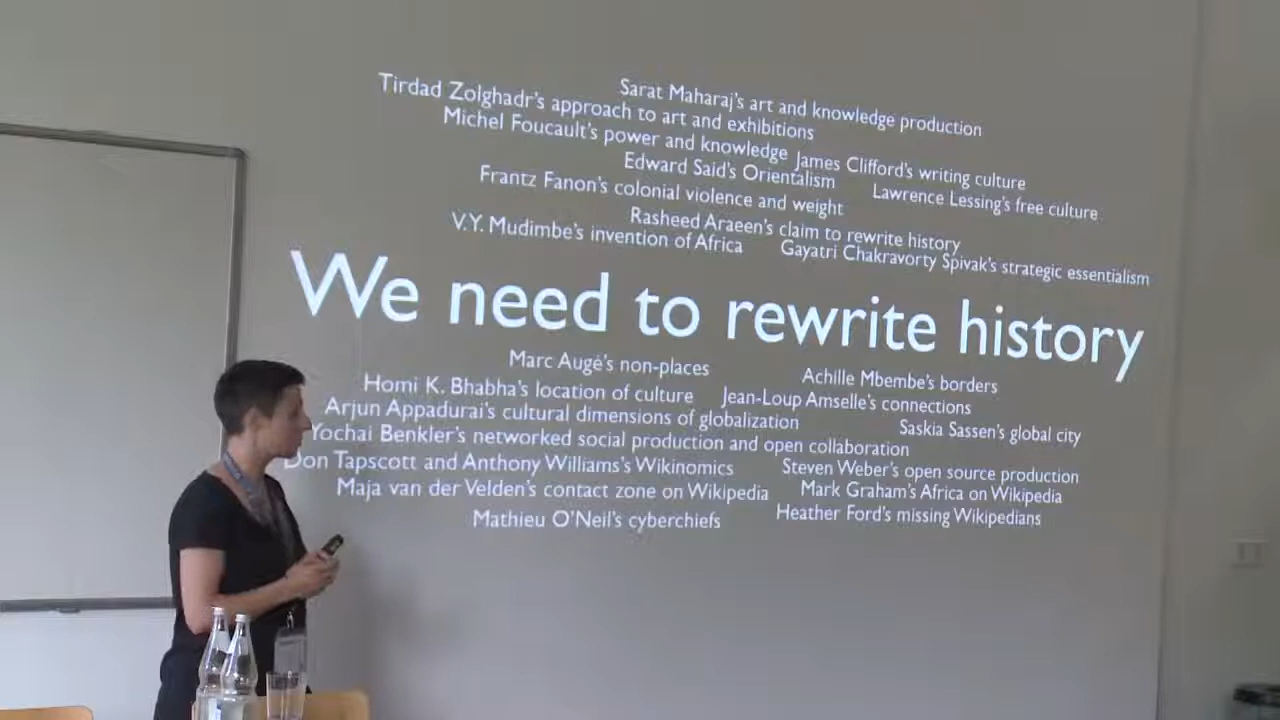 Sarat Maharaj's art and knowledge production
Tirdad Zolghadr's approach to art and exhibitions
Michel Foucault's power and knowledge
James Clifford's writing culture
Edward Said's Orientalism
Lawrence Lessing's free culture
Frantz Fanon's colonial violence and weight
Rasheed Araeen's claim to rewrite history
V.Y. Mudimbe's invention of Africa
Gayatri Chakravorty Spivak's strategic essentialism
We need to rewrite history
Marc Augé's non-places
Achille Mbembe's borders
Homi K. Bhabha's location of culture
Jean-Loup Amselle's connections
Arjun Appadurai's cultural dimensions of globalization
Saskia Sassen's global city
Yochai Benkler's networked social production and open collaboration
Don Tapscott and Anthony Williams's Wikinomics
Steven Weber's open source production
Maja van der Velden's contact zone on Wikipedia
Mark Graham's Africa on Wikipedia
Mathieu O'Neil's cyberchiefs
Heather Ford's missing Wikipedians